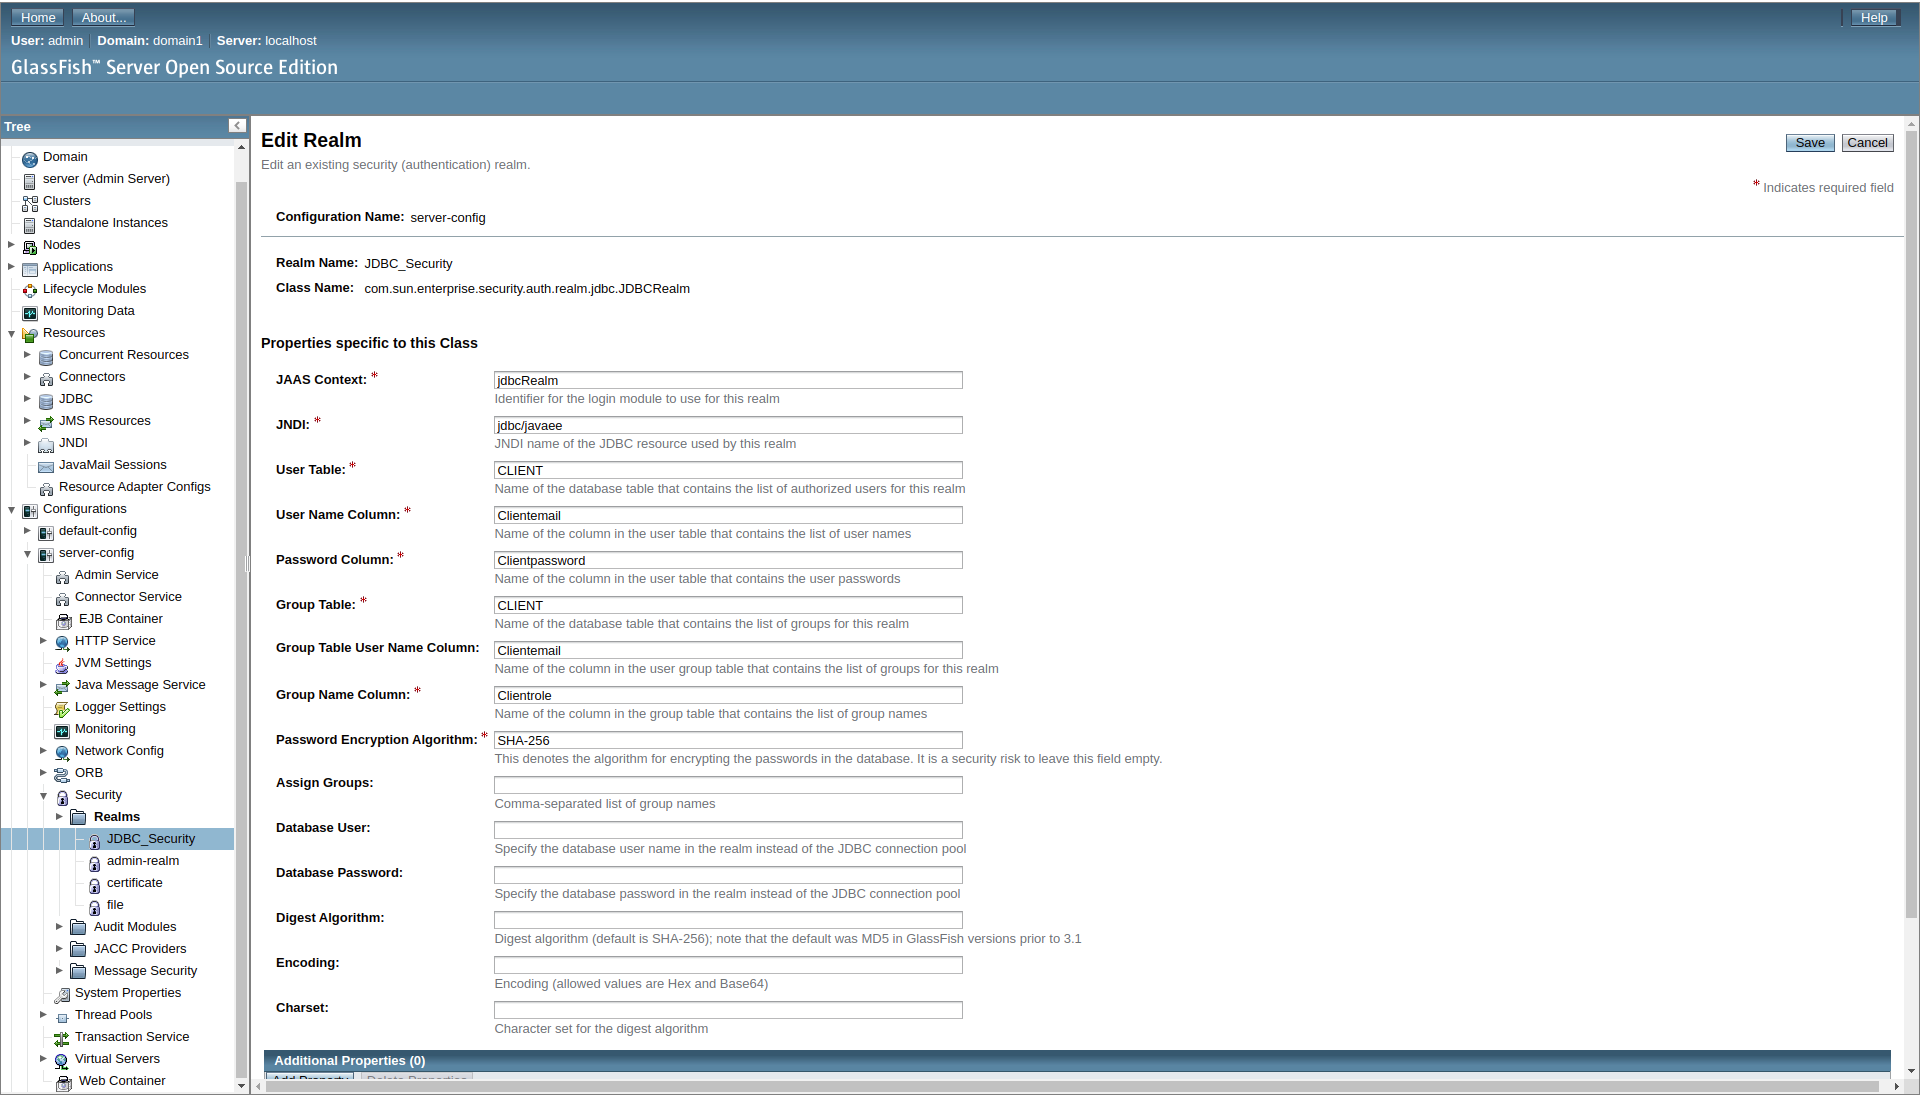 Home
About...
Help
User: admin
Domain: domain1
Server: localhost
GlassFish™ Server Open Source Edition
Tree
Domain
server (Admin Server)
Clusters
Standalone Instances
Nodes
Applications
Lifecycle Modules
Monitoring Data
Resources
Concurrent Resources
Connectors
JDBC
JMS Resources
JNDI
JavaMail Sessions
Resource Adapter Configs
Configurations
default-config
server-config
Admin Service
Connector Service
EJB Container
HTTP Service
JVM Settings
Java Message Service
Logger Settings
Monitoring
Network Config
ORB
Security
Realms
JDBC_Security
admin-realm
certificate
file
Audit Modules
JACC Providers
Message Security
System Properties
Thread Pools
Transaction Service
Virtual Servers
Web Container
Edit Realm
Save
Cancel
Edit an existing security (authentication) realm.
* Indicates required field
Configuration Name: server-config
Realm Name: JDBC_Security
Class Name: com.sun.enterprise.security.auth.realm.jdbc.JDBCRealm
Properties specific to this Class
JAAS Context: * jdbcRealm
Identifier for the login module to use for this realm
JNDI: * jdbc/javaee
JNDI name of the JDBC resource used by this realm
User Table: * CLIENT
Name of the database table that contains the list of authorized users for this realm
User Name Column: * Clientemail
Name of the column in the user table that contains the list of user names
Password Column: * Clientpassword
Name of the column in the user table that contains the user passwords
Group Table: * CLIENT
Name of the database table that contains the list of groups for this realm
Group Table User Name Column: Clientemail
Name of the column in the user group table that contains the list of groups for this realm
Group Name Column: * Clientrole
Name of the column in the group table that contains the list of group names
Password Encryption Algorithm: * SHA-256
This denotes the algorithm for encrypting the passwords in the database. It is a security risk to leave this field empty.
Assign Groups:
Comma-separated list of group names
Database User:
Specify the database user name in the realm instead of the JDBC connection pool
Database Password:
Specify the database password in the realm instead of the JDBC connection pool
Digest Algorithm:
Digest algorithm (default is SHA-256); note that the default was MD5 in GlassFish versions prior to 3.1
Encoding:
Encoding (allowed values are Hex and Base64)
Charset:
Character set for the digest algorithm
Additional Properties (0)
Add Property
Delete Properties